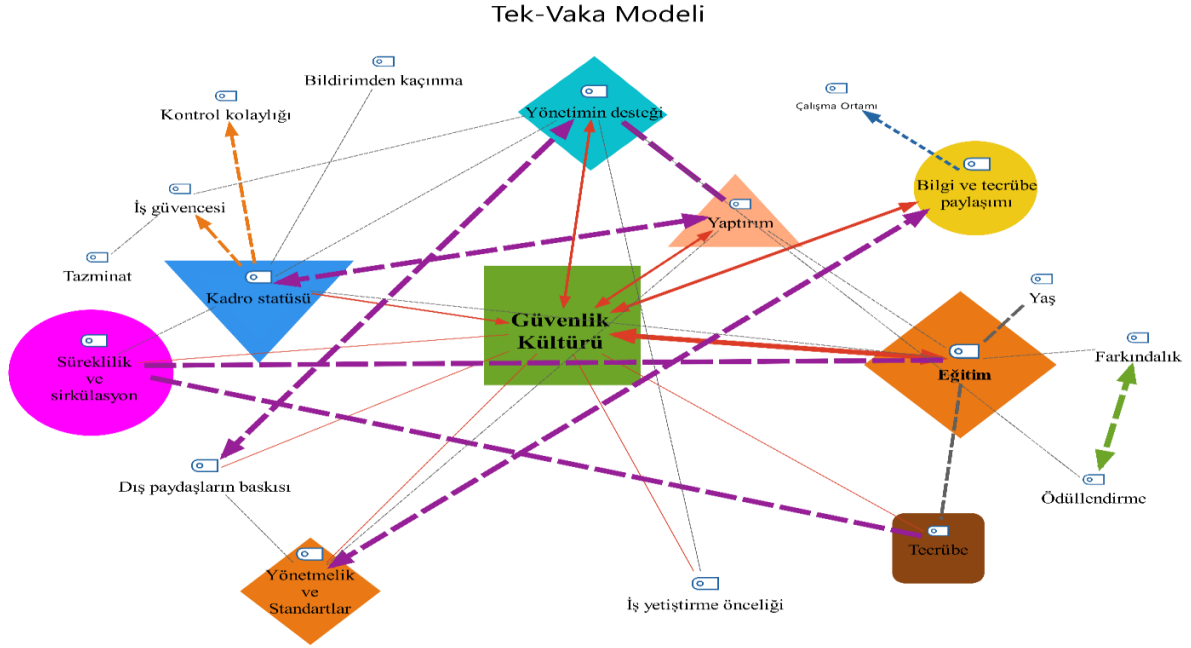 Tek-Vaka Modeli
Bildirimden kaçınma
Kontrol kolaylığı
Yönetimin desteği
Çalışma Ortamı
Bilgi ve tecrübe
paylaşımı
İş güvencesi
Yaptırım
Tazminat
Kadro statüsü
Yaş
Güvenlik
Kültürü
Süreklilik
ve
sirkülasyon
Farkındalık
Eğitim
Dış paydaşların baskısı
Ödüllendirme
Tecrübe
Yönetmelik
ve
Standartlar
İş yetiştirme önceliği